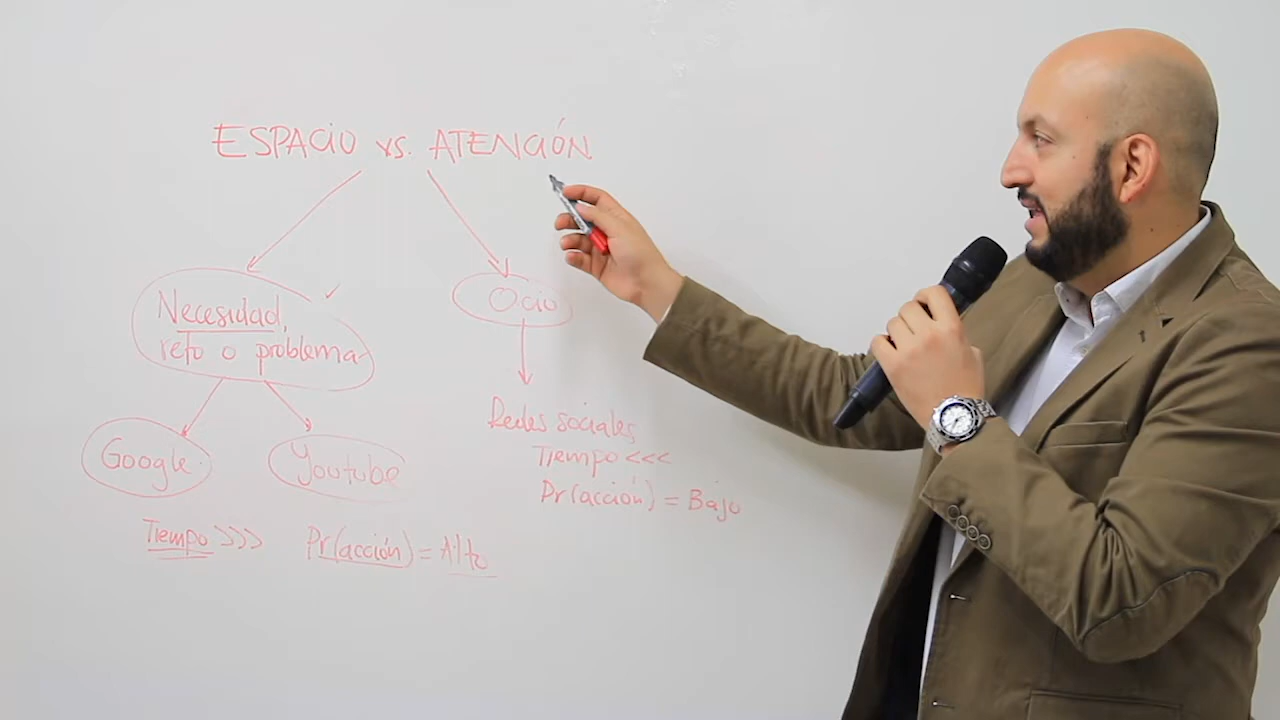 ESPACIO vs. ATENCIÓN
Necesidad,
reto o problema
Ocio
Google
Youtube
Redes sociales
Tiempo <<<
Pr(acción) = Bajo
Tiempo >>>
Pr(acción) = Alto